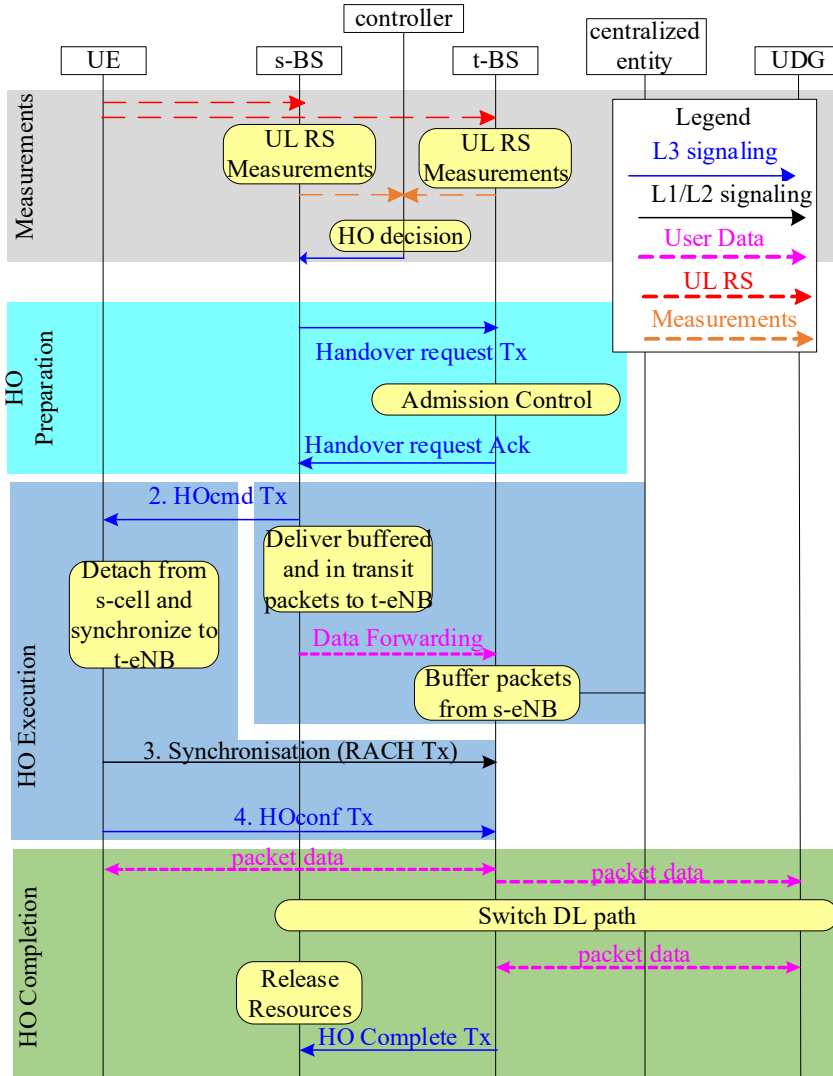 controller
UE
s-BS
t-BS
centralized
entity
UDG
Measurements
UL RS
Measurements
UL RS
Measurements
HO decision
Legend
L3 signaling
L1/L2 signaling
User Data
UL RS
Measurements
HO
Preparation
Handover request Tx
Admission Control
Handover request Ack
HO Execution
2. HOcmd Tx
Detach from
s-cell and
synchronize to
t-eNB
Deliver buffered
and in transit
packets to t-eNB
Data Forwarding
Buffer packets
from s-eNB
3. Synchronisation (RACH Tx)
4. HOconf Tx
HO Completion
packet data
packet data
Switch DL path
packet data
Release
Resources
HO Complete Tx